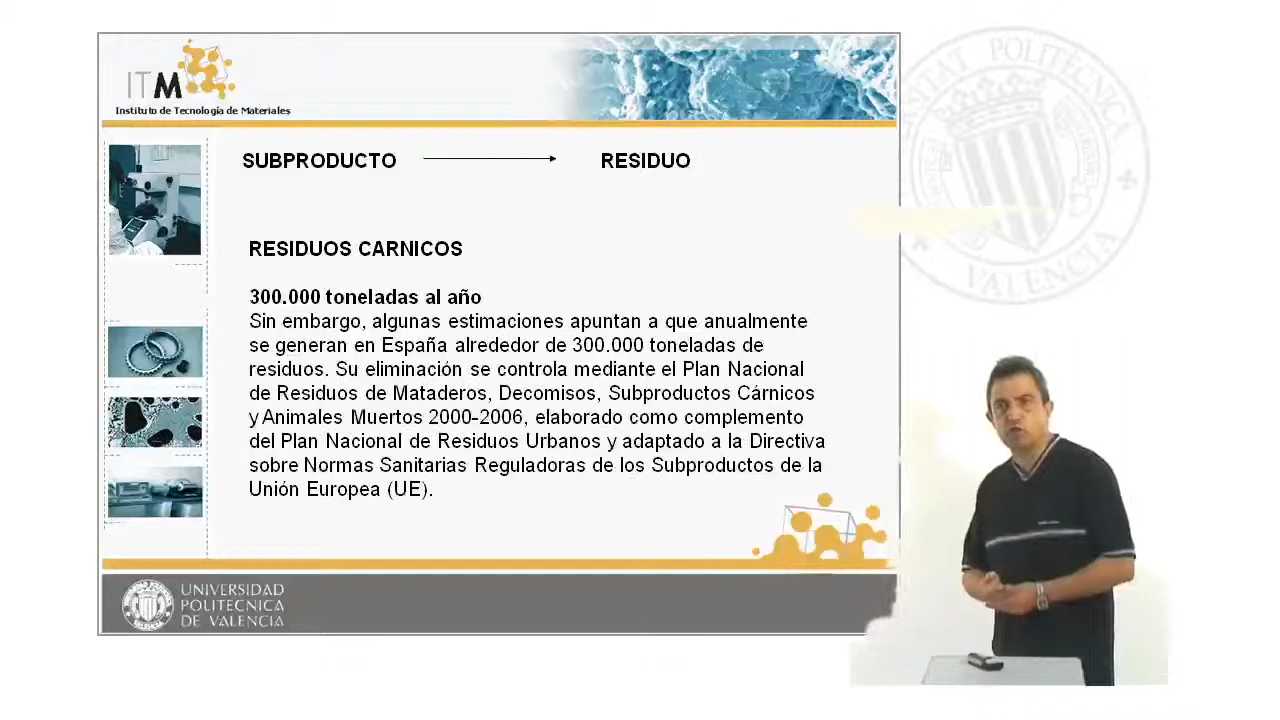 ITM
Instituto de Tecnología de Materiales
SUBPRODUCTO
RESIDUO
RESIDUOS CARNICOS
300.000 toneladas al año
Sin embargo, algunas estimaciones apuntan a que anualmente
se generan en España alrededor de 300.000 toneladas de
residuos. Su eliminación se controla mediante el Plan Nacional
de Residuos de Mataderos, Decomisos, Subproductos Cárnicos
y Animales Muertos 2000-2006, elaborado como complemento
del Plan Nacional de Residuos Urbanos y adaptado a la Directiva
sobre Normas Sanitarias Reguladoras de los Subproductos de la
Unión Europea (UE).
UNIVERSIDAD
POLITECNICA
DE VALENCIA
POLITECNICA
VALENCIA